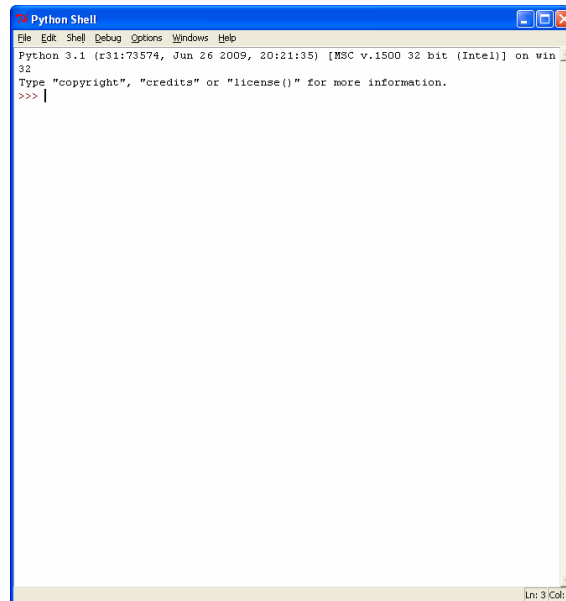 Python Shell
File Edit Shell Debug Options Windows Help
Python 3.1 (r31:73574, Jun 26 2009, 20:21:35) [MSC v.1500 32 bit (Intel)] on win
32
Type "copyright", "credits" or "license()" for more information.
>>>
Ln: 3 Col: